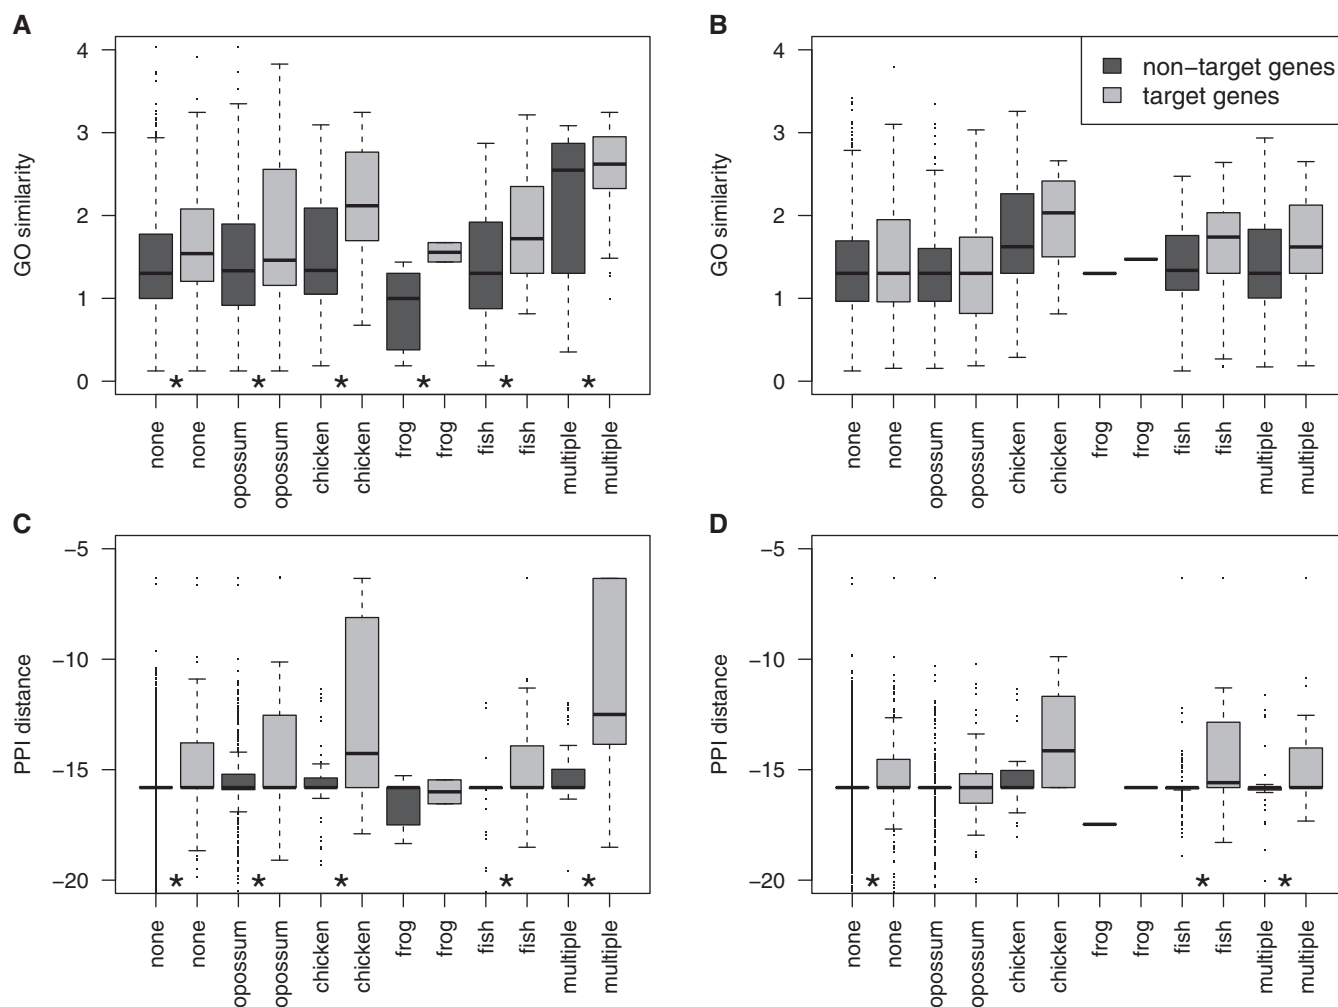 A
GO similarity
4
3
2
1
0
* * * * * *
none none opossum opossum chicken chicken frog frog fish fish multiple multiple
B
GO similarity
4
3
2
1
0
non−target genes
target genes
none none opossum opossum chicken chicken frog frog fish fish multiple multiple
C
PPI distance
−5
−10
−15
−20
* * * * *
none none opossum opossum chicken chicken frog frog fish fish multiple multiple
D
PPI distance
−5
−10
−15
−20
* * *
none none opossum opossum chicken chicken frog frog fish fish multiple multiple